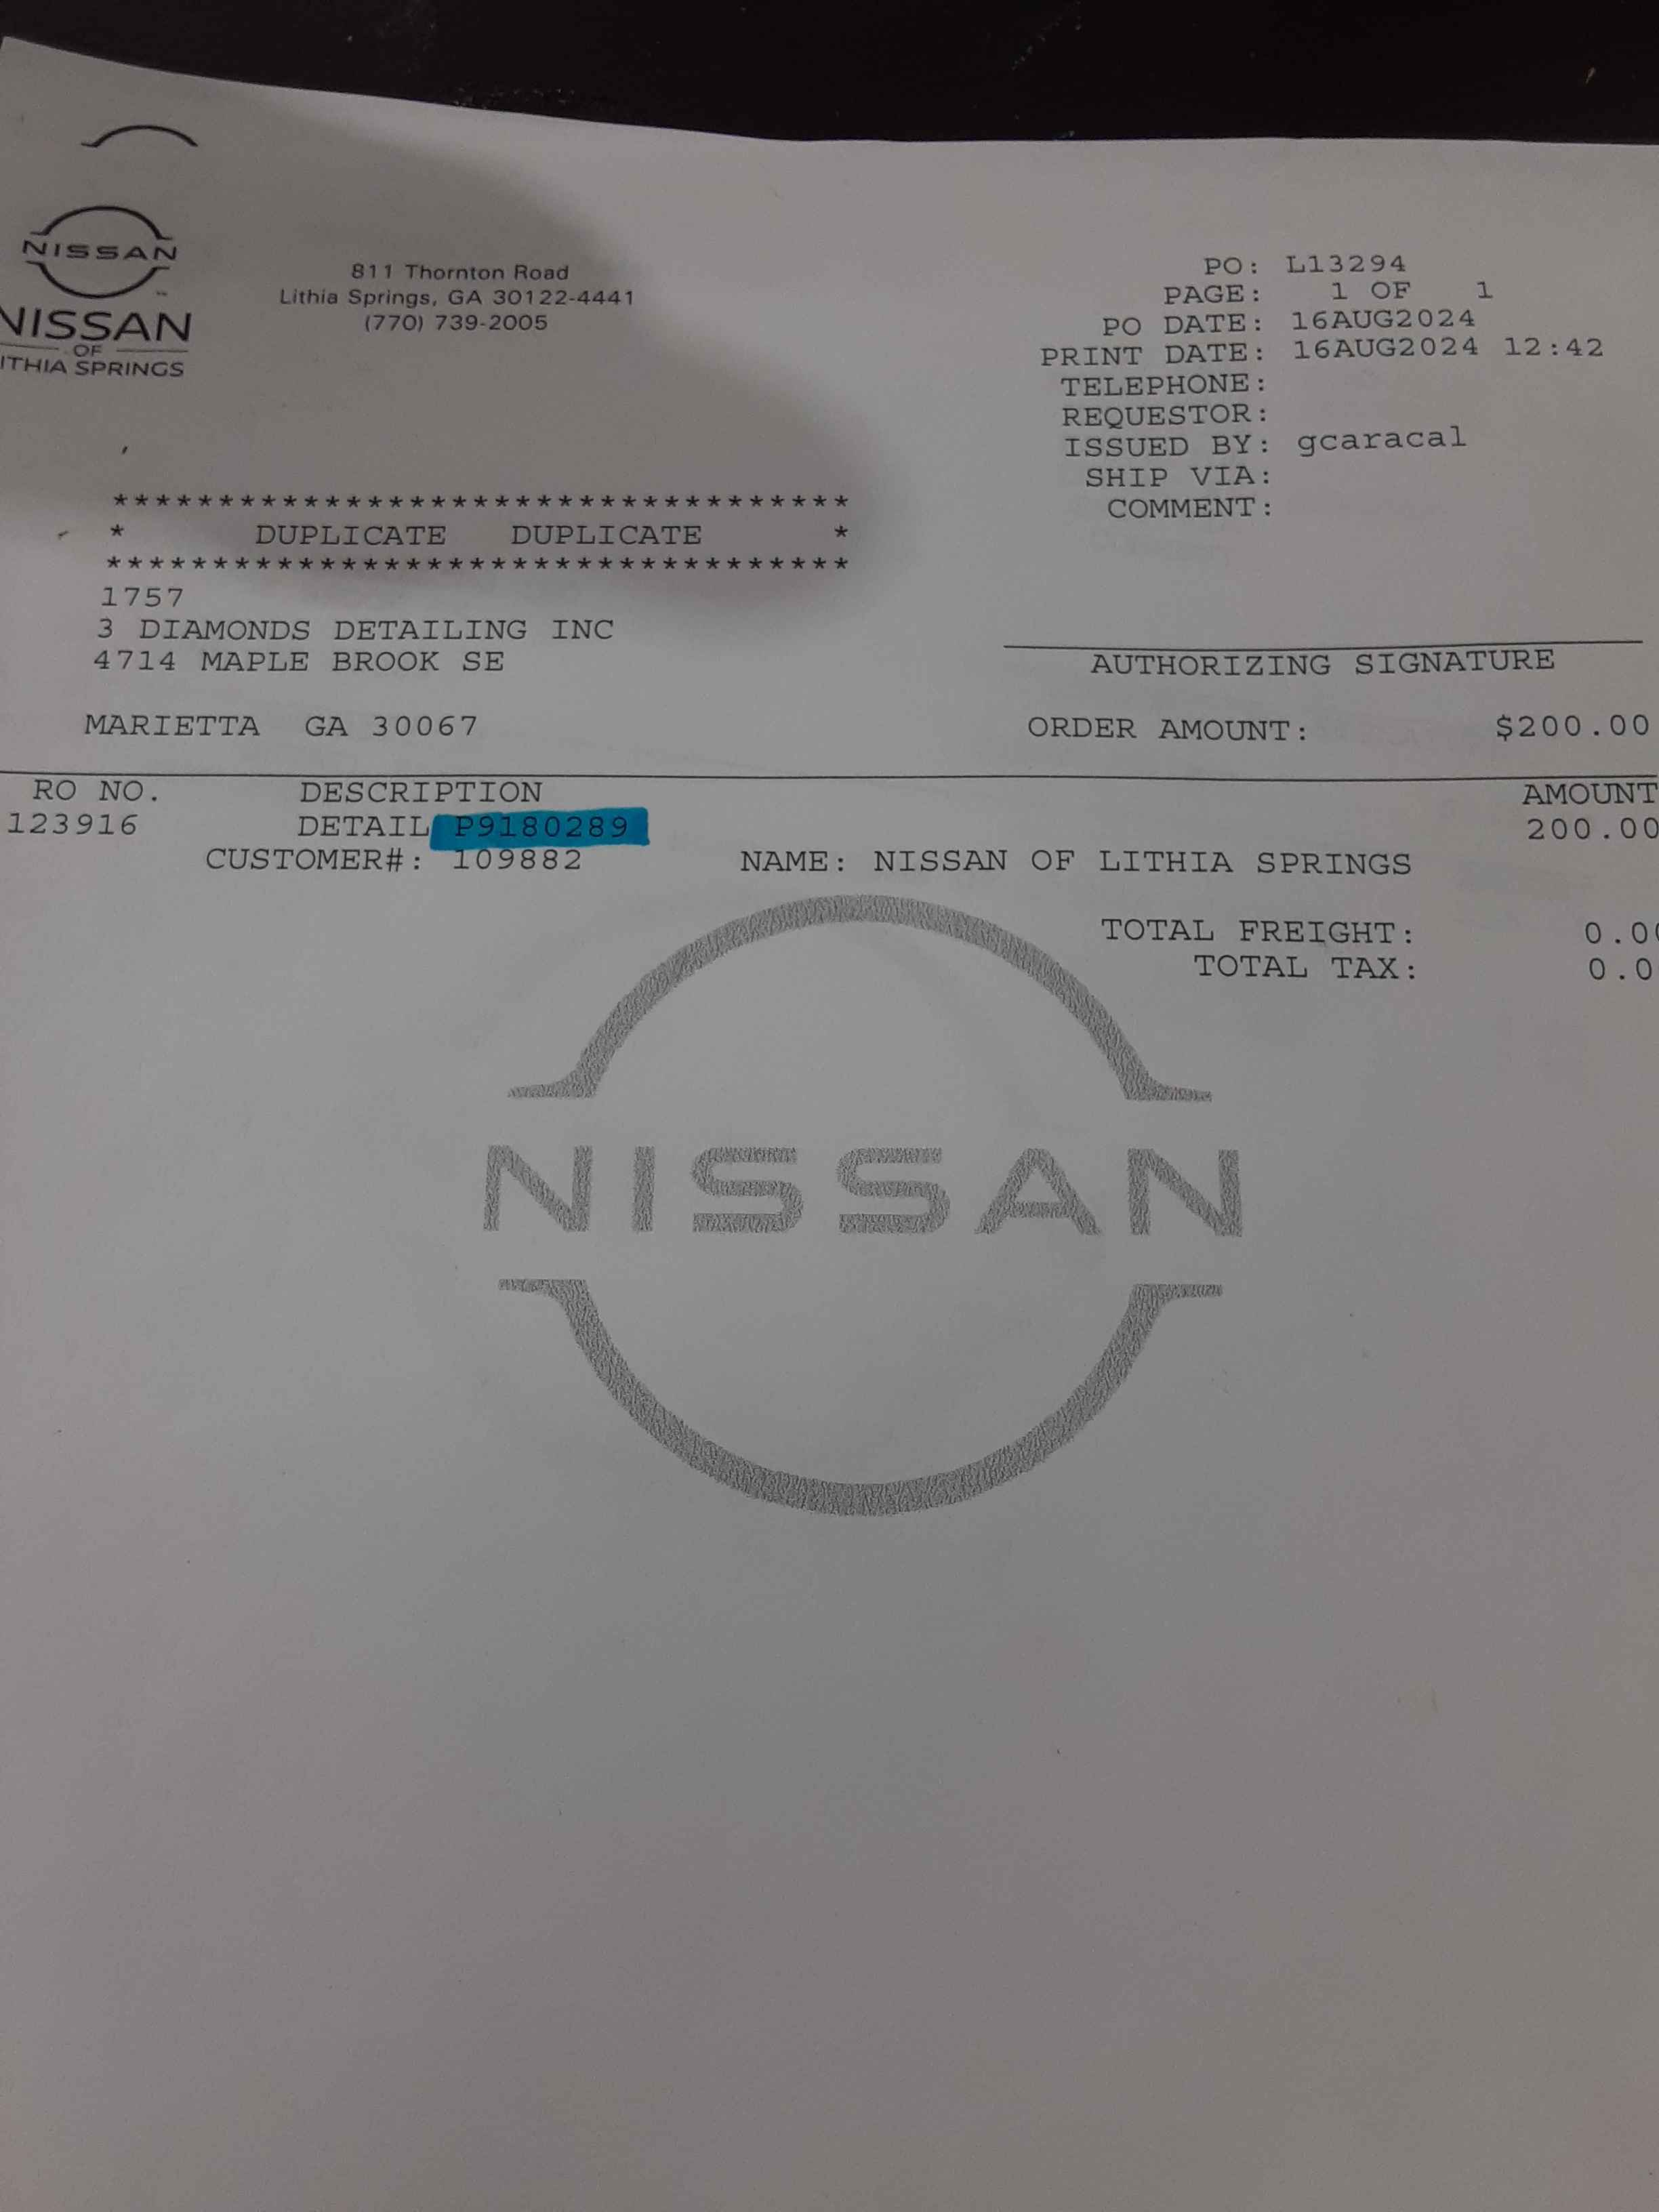 NISSAN
NISSAN
OF
ITHIA SPRINGS
811 Thornton Road
Lithia Springs, GA 30122-4441
(770) 739-2005
PO: L13294
PAGE: 1 OF 1
PO DATE: 16AUG2024
PRINT DATE: 16AUG2024 12:42
TELEPHONE:
REQUESTOR:
ISSUED BY: gcaracal
SHIP VIA:
COMMENT:
***********************************
* DUPLICATE DUPLICATE *
***********************************
1757
3 DIAMONDS DETAILING INC
4714 MAPLE BROOK SE
MARIETTA GA 30067
AUTHORIZING SIGNATURE
ORDER AMOUNT: $200.00
RO NO. DESCRIPTION AMOUNT
123916 DETAIL P9180289 200.00
CUSTOMER#: 109882 NAME: NISSAN OF LITHIA SPRINGS
TOTAL FREIGHT: 0.0
TOTAL TAX: 0.0
NISSAN